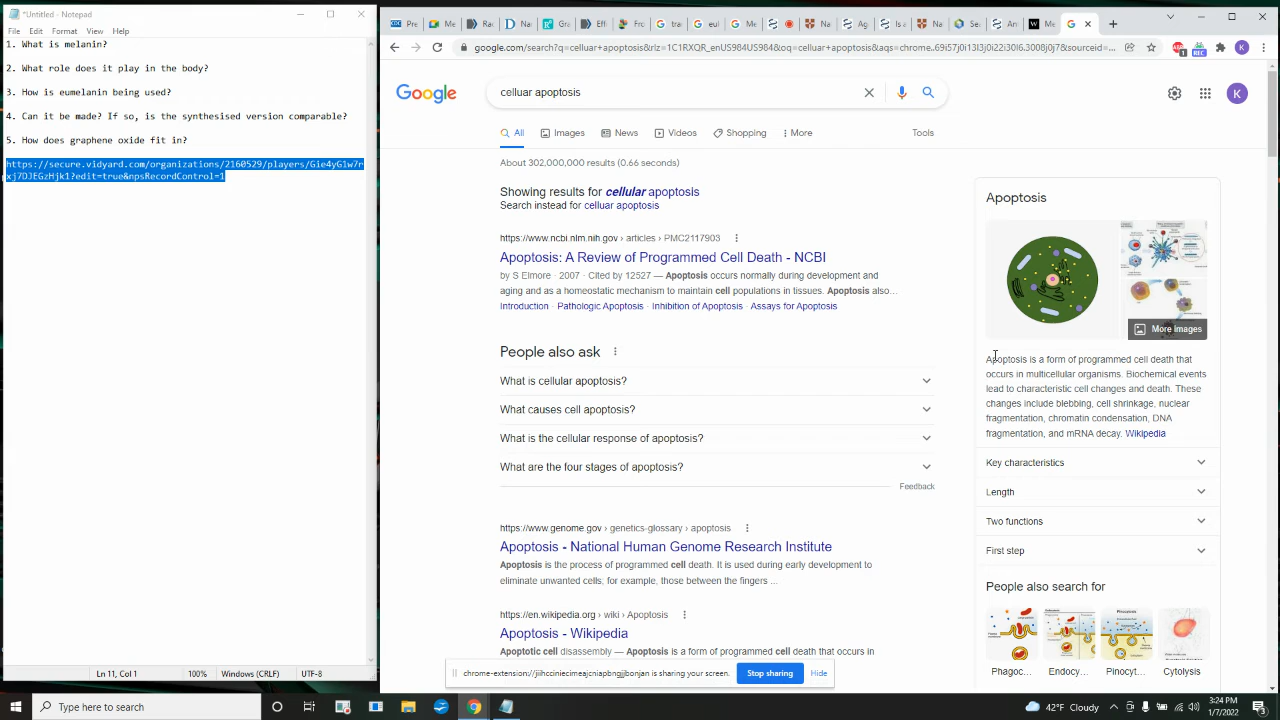 *Untitled - Notepad
File Edit Format View Help
1. What is melanin?
2. What role does it play in the body?
3. How is eumelanin being used?
4. Can it be made? If so, is the synthesised version comparable?
5. How does graphene oxide fit in?
https://secure.vidyard.com/organizations/2160529/players/Gie4yG1w7r
xj7DJEGzHjk1?edit=true&npsRecordControl=1
Ln 11, Col 1 100% Windows (CRLF) UTF-8
google.com/search?q=celluar+apoptosis&rlz=1C1RXQR_enUS984US984&oq=celluar+apoptosis&aqs=chrome..69i57j0i13l3j0i22i30l6.3008j0j7&sourceid=...
Google
celluar apoptosis
K
All Images News Videos Shopping More Tools
About 302,000,000 results (0.66 seconds)
Showing results for cellular apoptosis
Search instead for celluar apoptosis
https://www.ncbi.nlm.nih.gov › articles › PMC2117903
Apoptosis: A Review of Programmed Cell Death - NCBI
by S Elmore · 2007 · Cited by 12527 — Apoptosis occurs normally during development and
aging and as a homeostatic mechanism to maintain cell populations in tissues. Apoptosis also...
Introduction · Pathologic Apoptosis · Inhibition of Apoptosis · Assays for Apoptosis
People also ask
What is cellular apoptosis?
What causes cell apoptosis?
What is the cellular response of apoptosis?
What are the four stages of apoptosis?
Feedback
https://www.genome.gov › genetics-glossary › apoptosis
Apoptosis - National Human Genome Research Institute
Apoptosis is the process of programmed cell death. It is used during early development to
eliminate unwanted cells; for example, those between the fingers ...
https://en.wikipedia.org › wiki › Apoptosis
Apoptosis - Wikipedia
Apoptotic cell disassembly — Apoptosis is a form of programmed cell death that occurs in
Apoptosis
More images
Apoptosis is a form of programmed cell death that
occurs in multicellular organisms. Biochemical events
lead to characteristic cell changes and death. These
changes include blebbing, cell shrinkage, nuclear
fragmentation, chromatin condensation, DNA
fragmentation, and mRNA decay. Wikipedia
Key characteristics
Length
Two functions
First step
People also search for
Phagoc... Endocy... Pinocyt... Cytolysis
chrome-extension://jiihcciniecimeajcniapbngjjbonjan is sharing your screen. Stop sharing Hide
Type here to search
42°F Cloudy
3:24 PM
1/7/2022